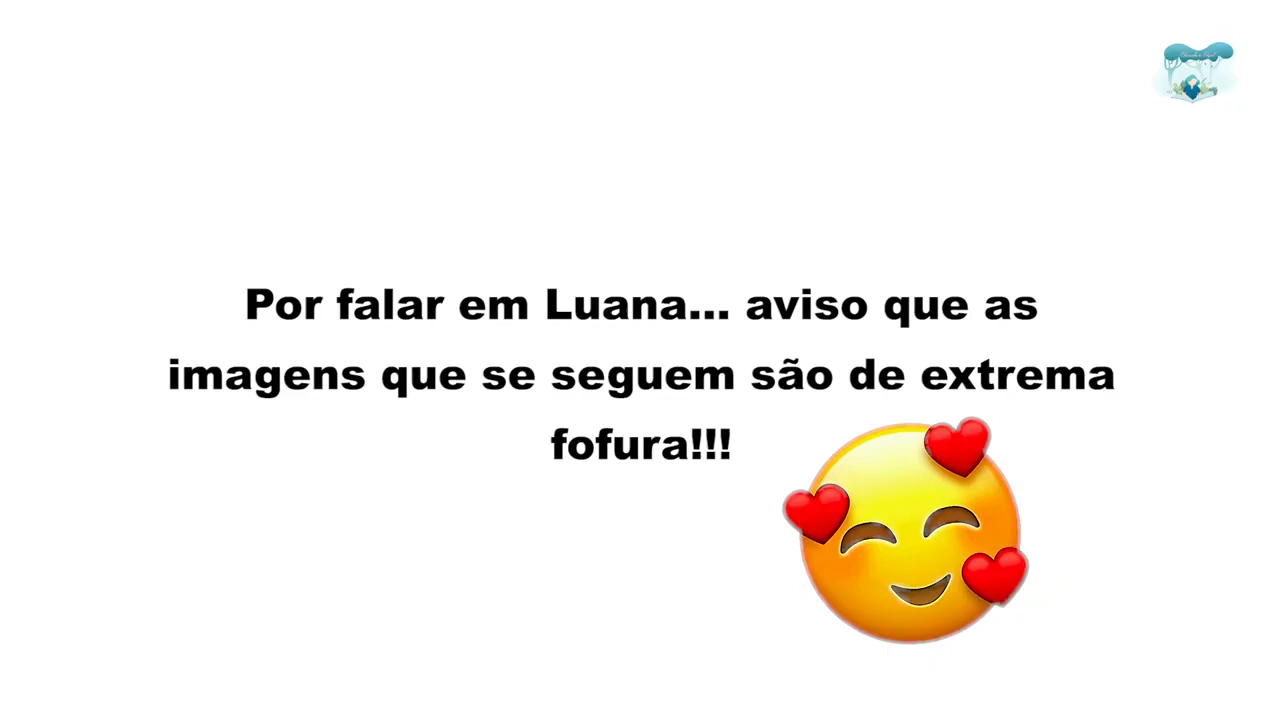 Por falar em Luana... aviso que as
imagens que se seguem são de extrema
fofura!!!